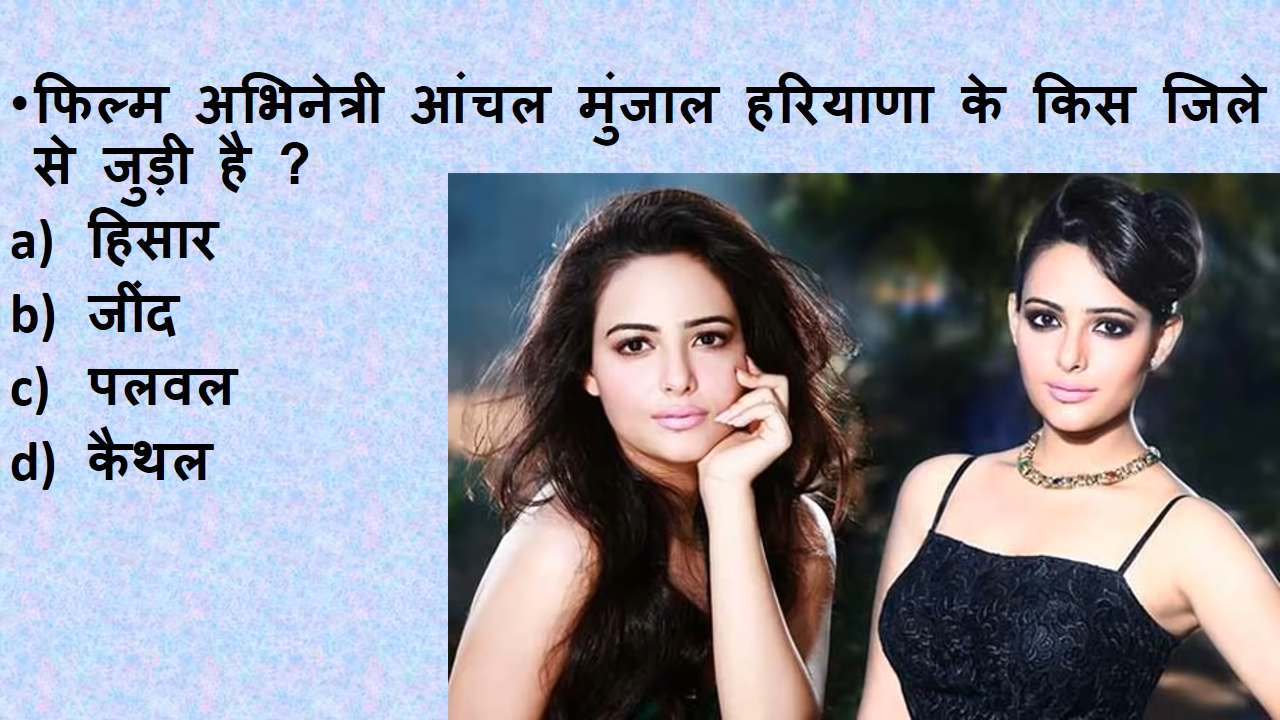 •फिल्म अभिनेत्री आंचल मुंजाल हरियाणा के किस जिले
से जुड़ी है ?
a) हिसार
b) जींद
c) पलवल
d) कैथल